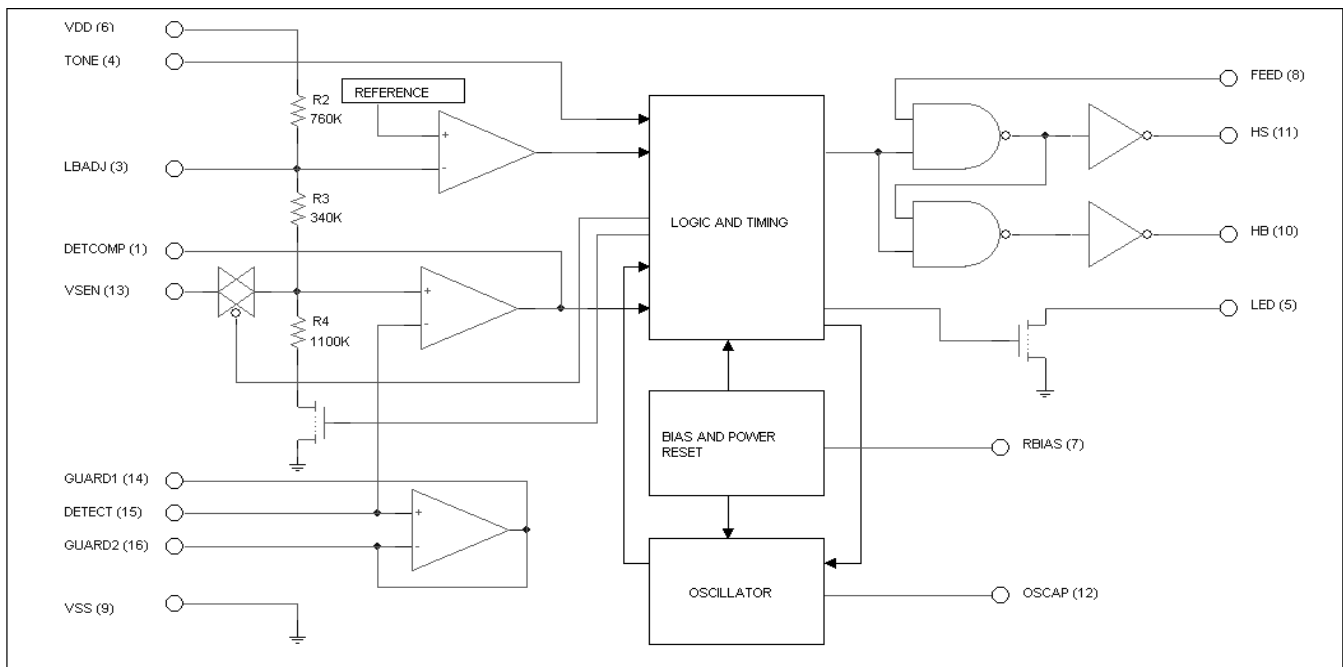 VDD (6)
TONE (4)
R2
760K
REFERENCE
+
-
LBADJ (3)
R3
340K
DETCOMP (1)
VSEN (13)
+
-
R4
1100K
GUARD1 (14)
DETECT (15)
GUARD2 (16)
+
-
VSS (9)
LOGIC AND TIMING
BIAS AND POWER
RESET
OSCILLATOR
FEED (8)
HS (11)
HB (10)
LED (5)
RBIAS (7)
OSCAP (12)